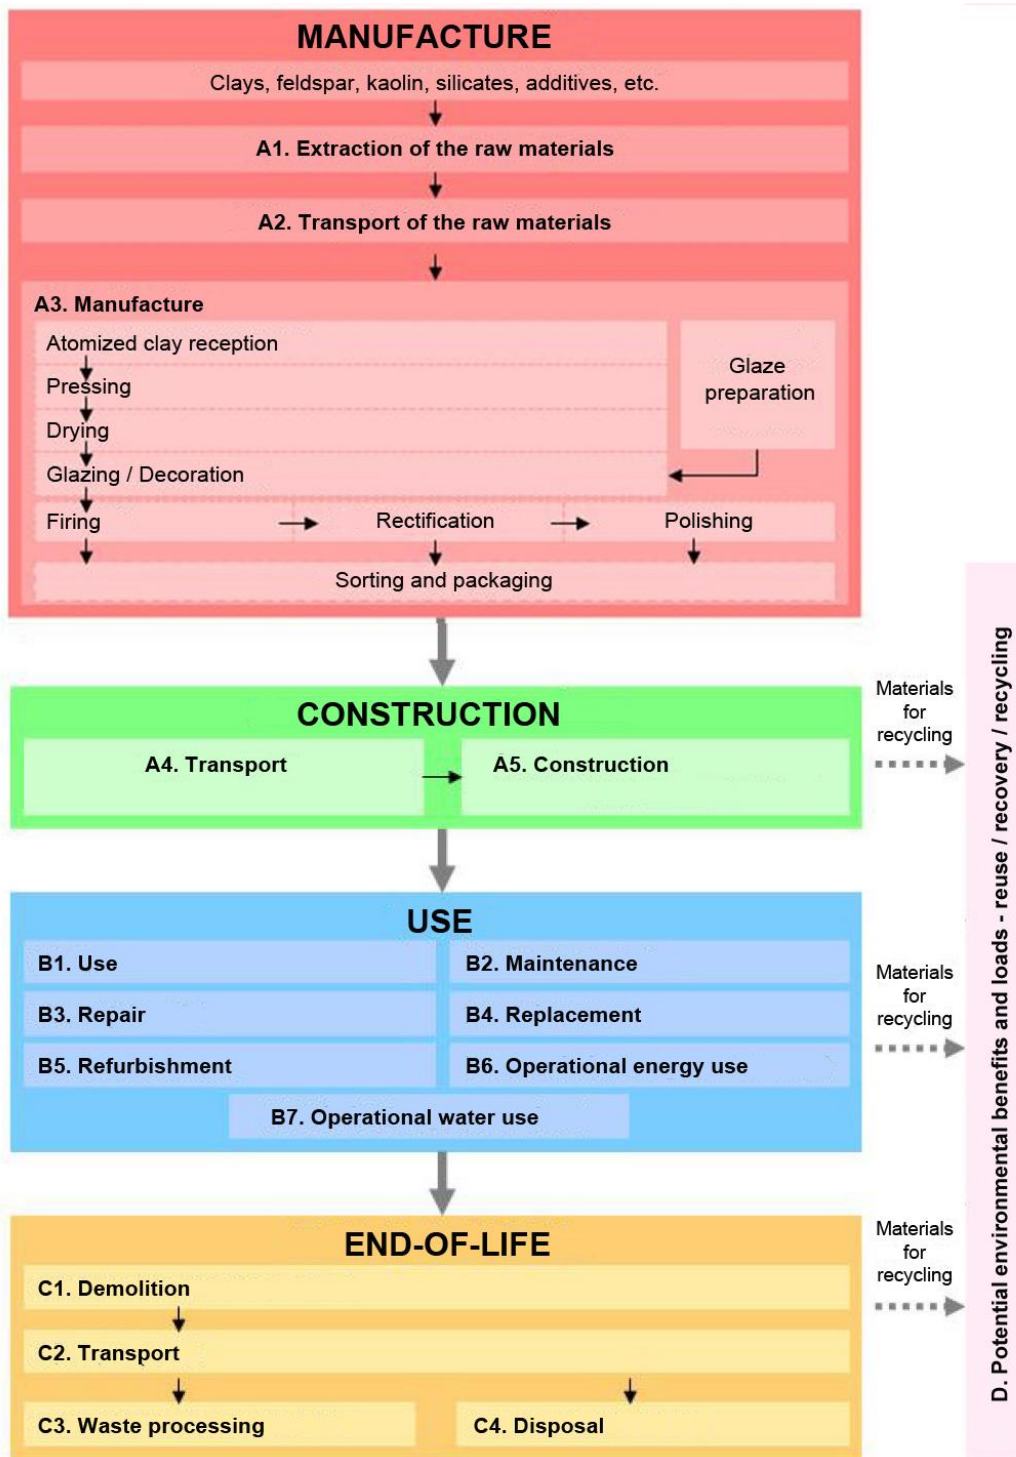 MANUFACTURE
Clays, feldspar, kaolin, silicates, additives, etc.
A1. Extraction of the raw materials
A2. Transport of the raw materials
A3. Manufacture
Atomized clay reception
Pressing
Drying
Glazing / Decoration
Glaze
preparation
Firing
Rectification
Polishing
Sorting and packaging
CONSTRUCTION
A4. Transport
A5. Construction
Materials
for
recycling
USE
B1. Use
B2. Maintenance
B3. Repair
B4. Replacement
B5. Refurbishment
B6. Operational energy use
B7. Operational water use
Materials
for
recycling
END-OF-LIFE
C1. Demolition
C2. Transport
C3. Waste processing
C4. Disposal
Materials
for
recycling
D. Potential environmental benefits and loads - reuse / recovery / recycling